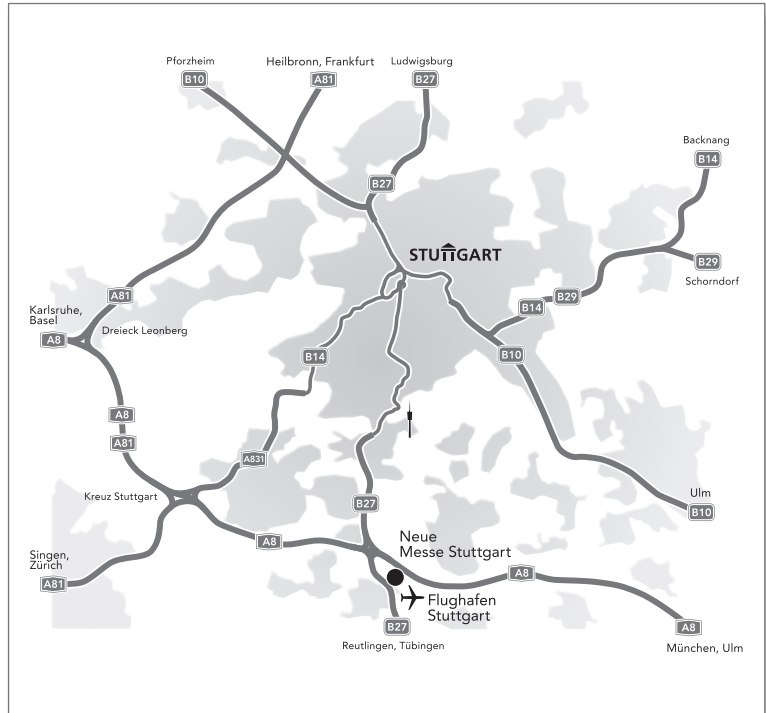 Pforzheim
B10
Heilbronn, Frankfurt
A81
Ludwigsburg
B27
Backnang
B14
B27
STUTTGART
B29
Schorndorf
A81
B14
B29
Karlsruhe,
Basel
A8
Dreieck Leonberg
B14
B10
A8
A81
A831
Kreuz Stuttgart
B27
Ulm
B10
A8
Neue
Messe Stuttgart
Singen,
Zürich
A81
A8
Flughafen
Stuttgart
B27
Reutlingen, Tübingen
A8
München, Ulm